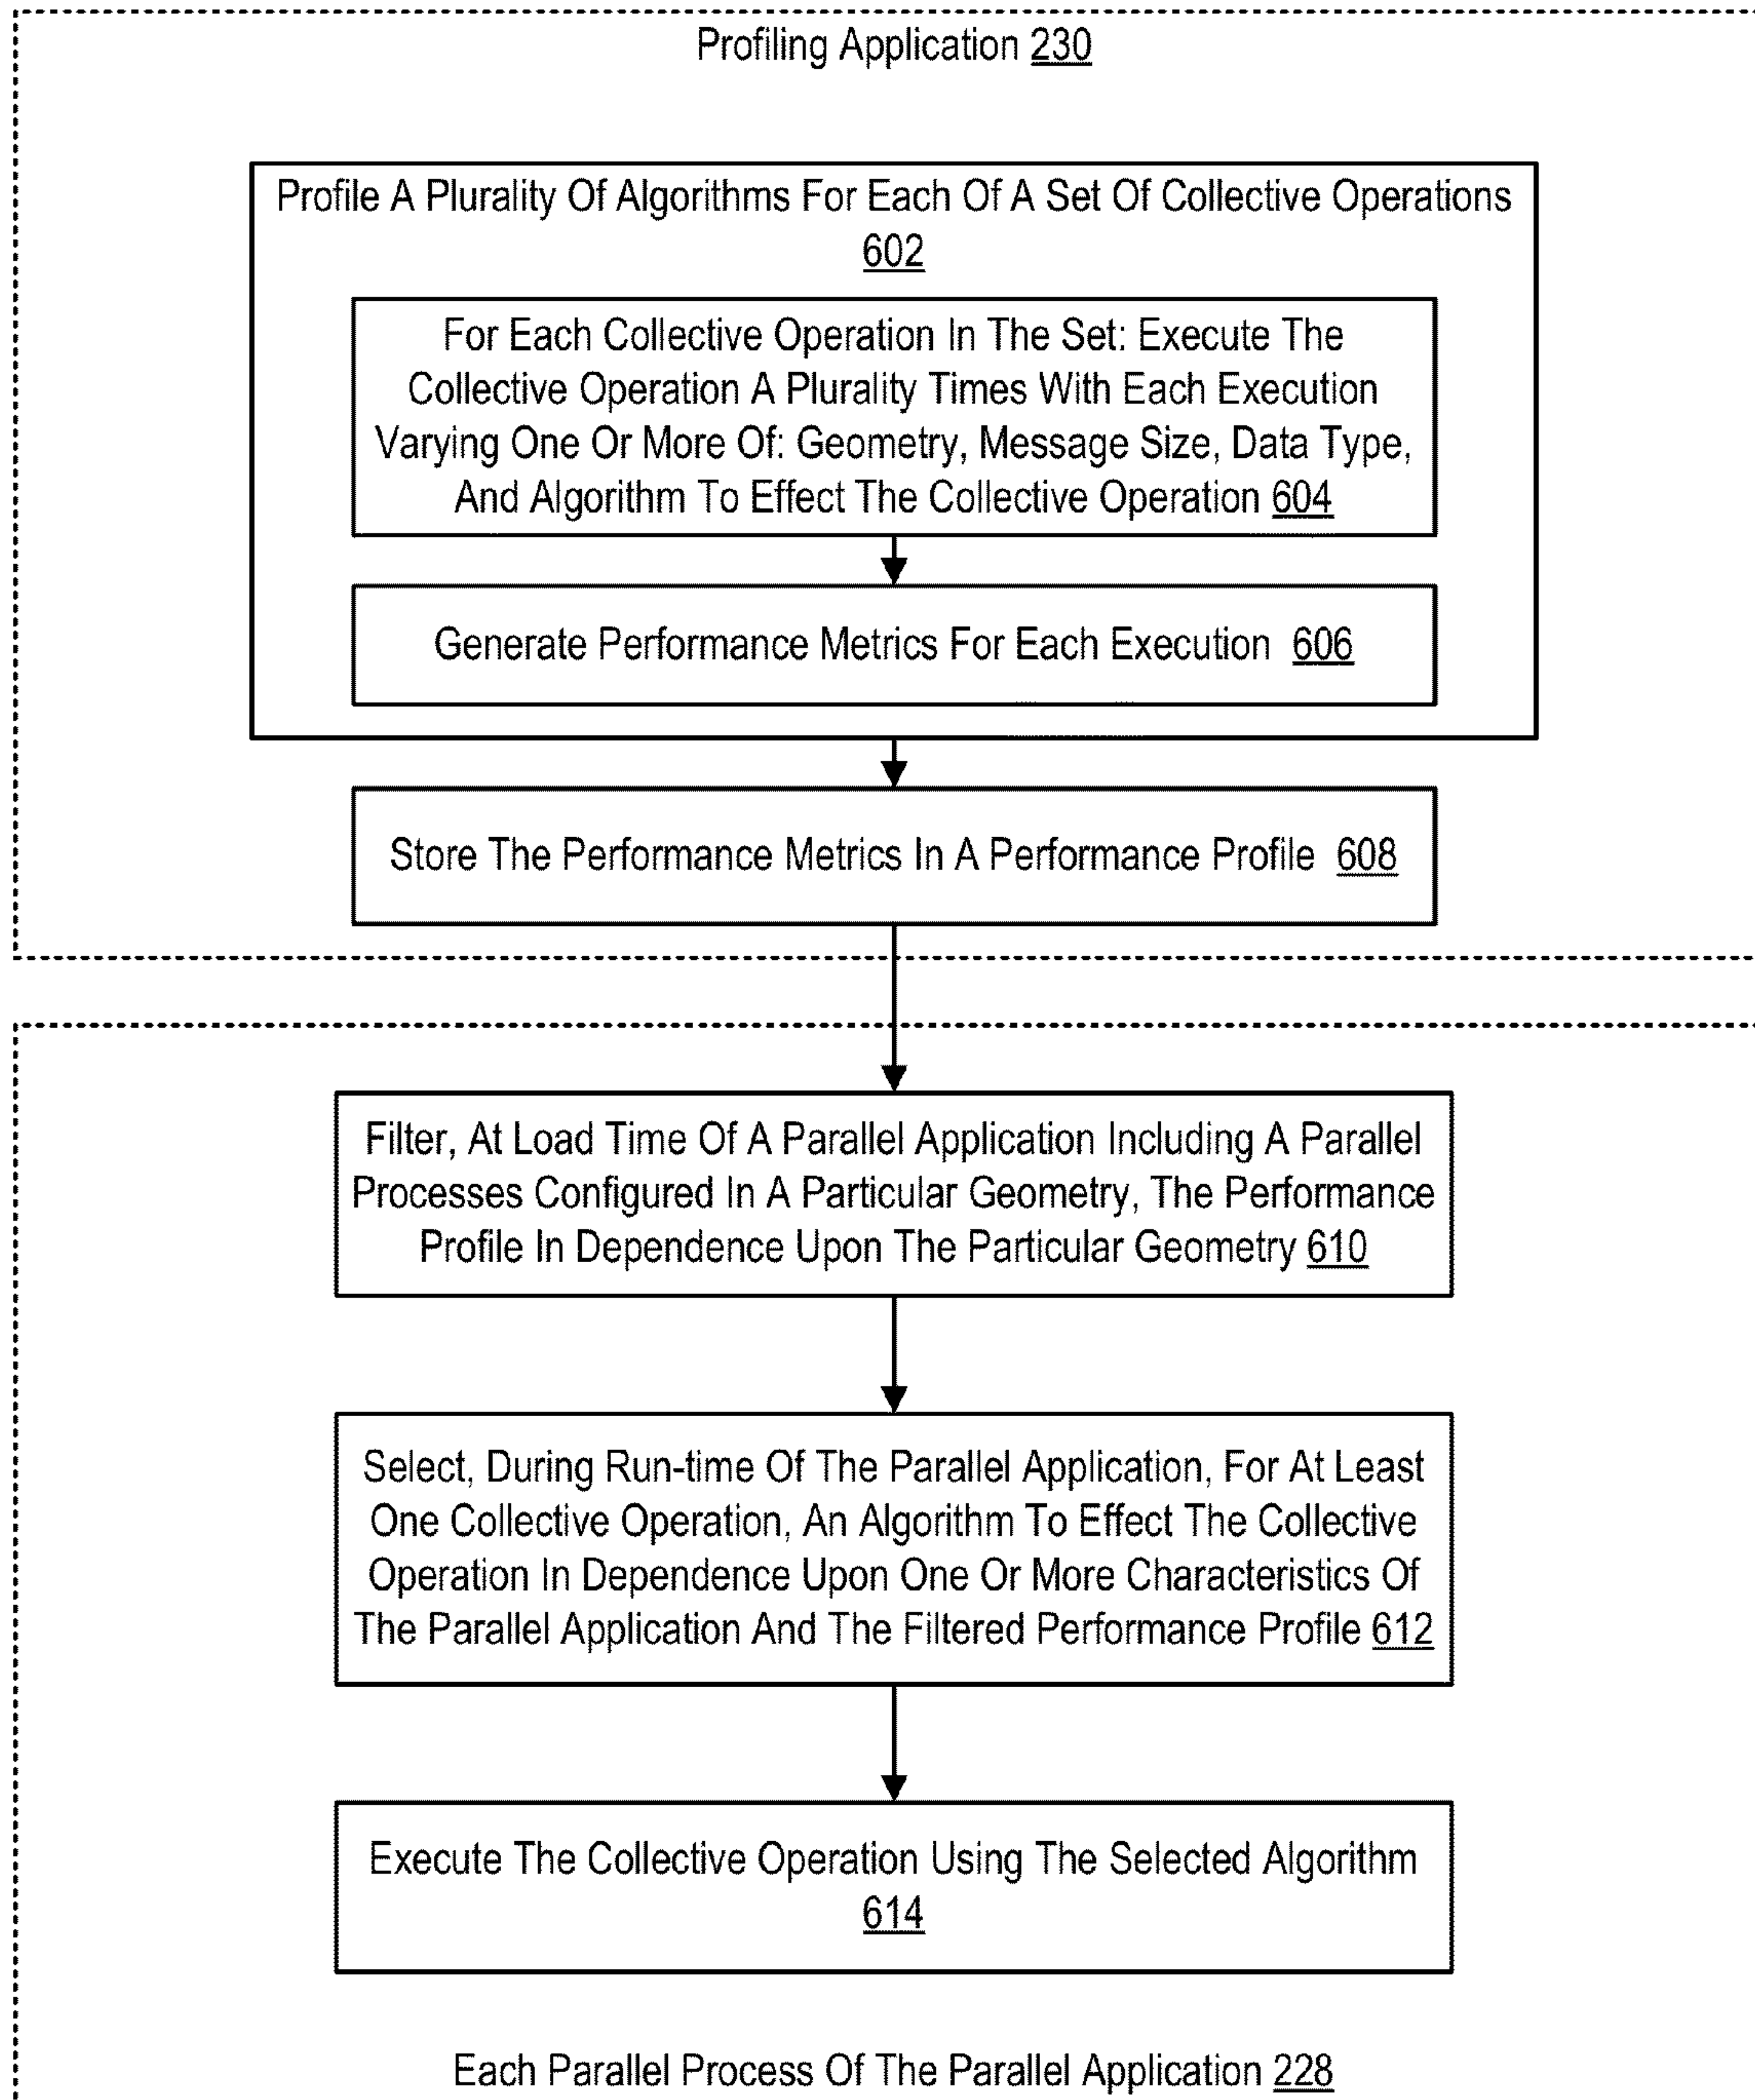 Profiling Application 230
Profile A Plurality Of Algorithms For Each Of A Set Of Collective Operations
602
For Each Collective Operation In The Set: Execute The
Collective Operation A Plurality Times With Each Execution
Varying One Or More Of: Geometry, Message Size, Data Type,
And Algorithm To Effect The Collective Operation 604
Generate Performance Metrics For Each Execution 606
Store The Performance Metrics In A Performance Profile 608
Filter, At Load Time Of A Parallel Application Including A Parallel
Processes Configured In A Particular Geometry, The Performance
Profile In Dependence Upon The Particular Geometry 610
Select, During Run-time Of The Parallel Application, For At Least
One Collective Operation, An Algorithm To Effect The Collective
Operation In Dependence Upon One Or More Characteristics Of
The Parallel Application And The Filtered Performance Profile 612
Execute The Collective Operation Using The Selected Algorithm
614
Each Parallel Process Of The Parallel Application 228